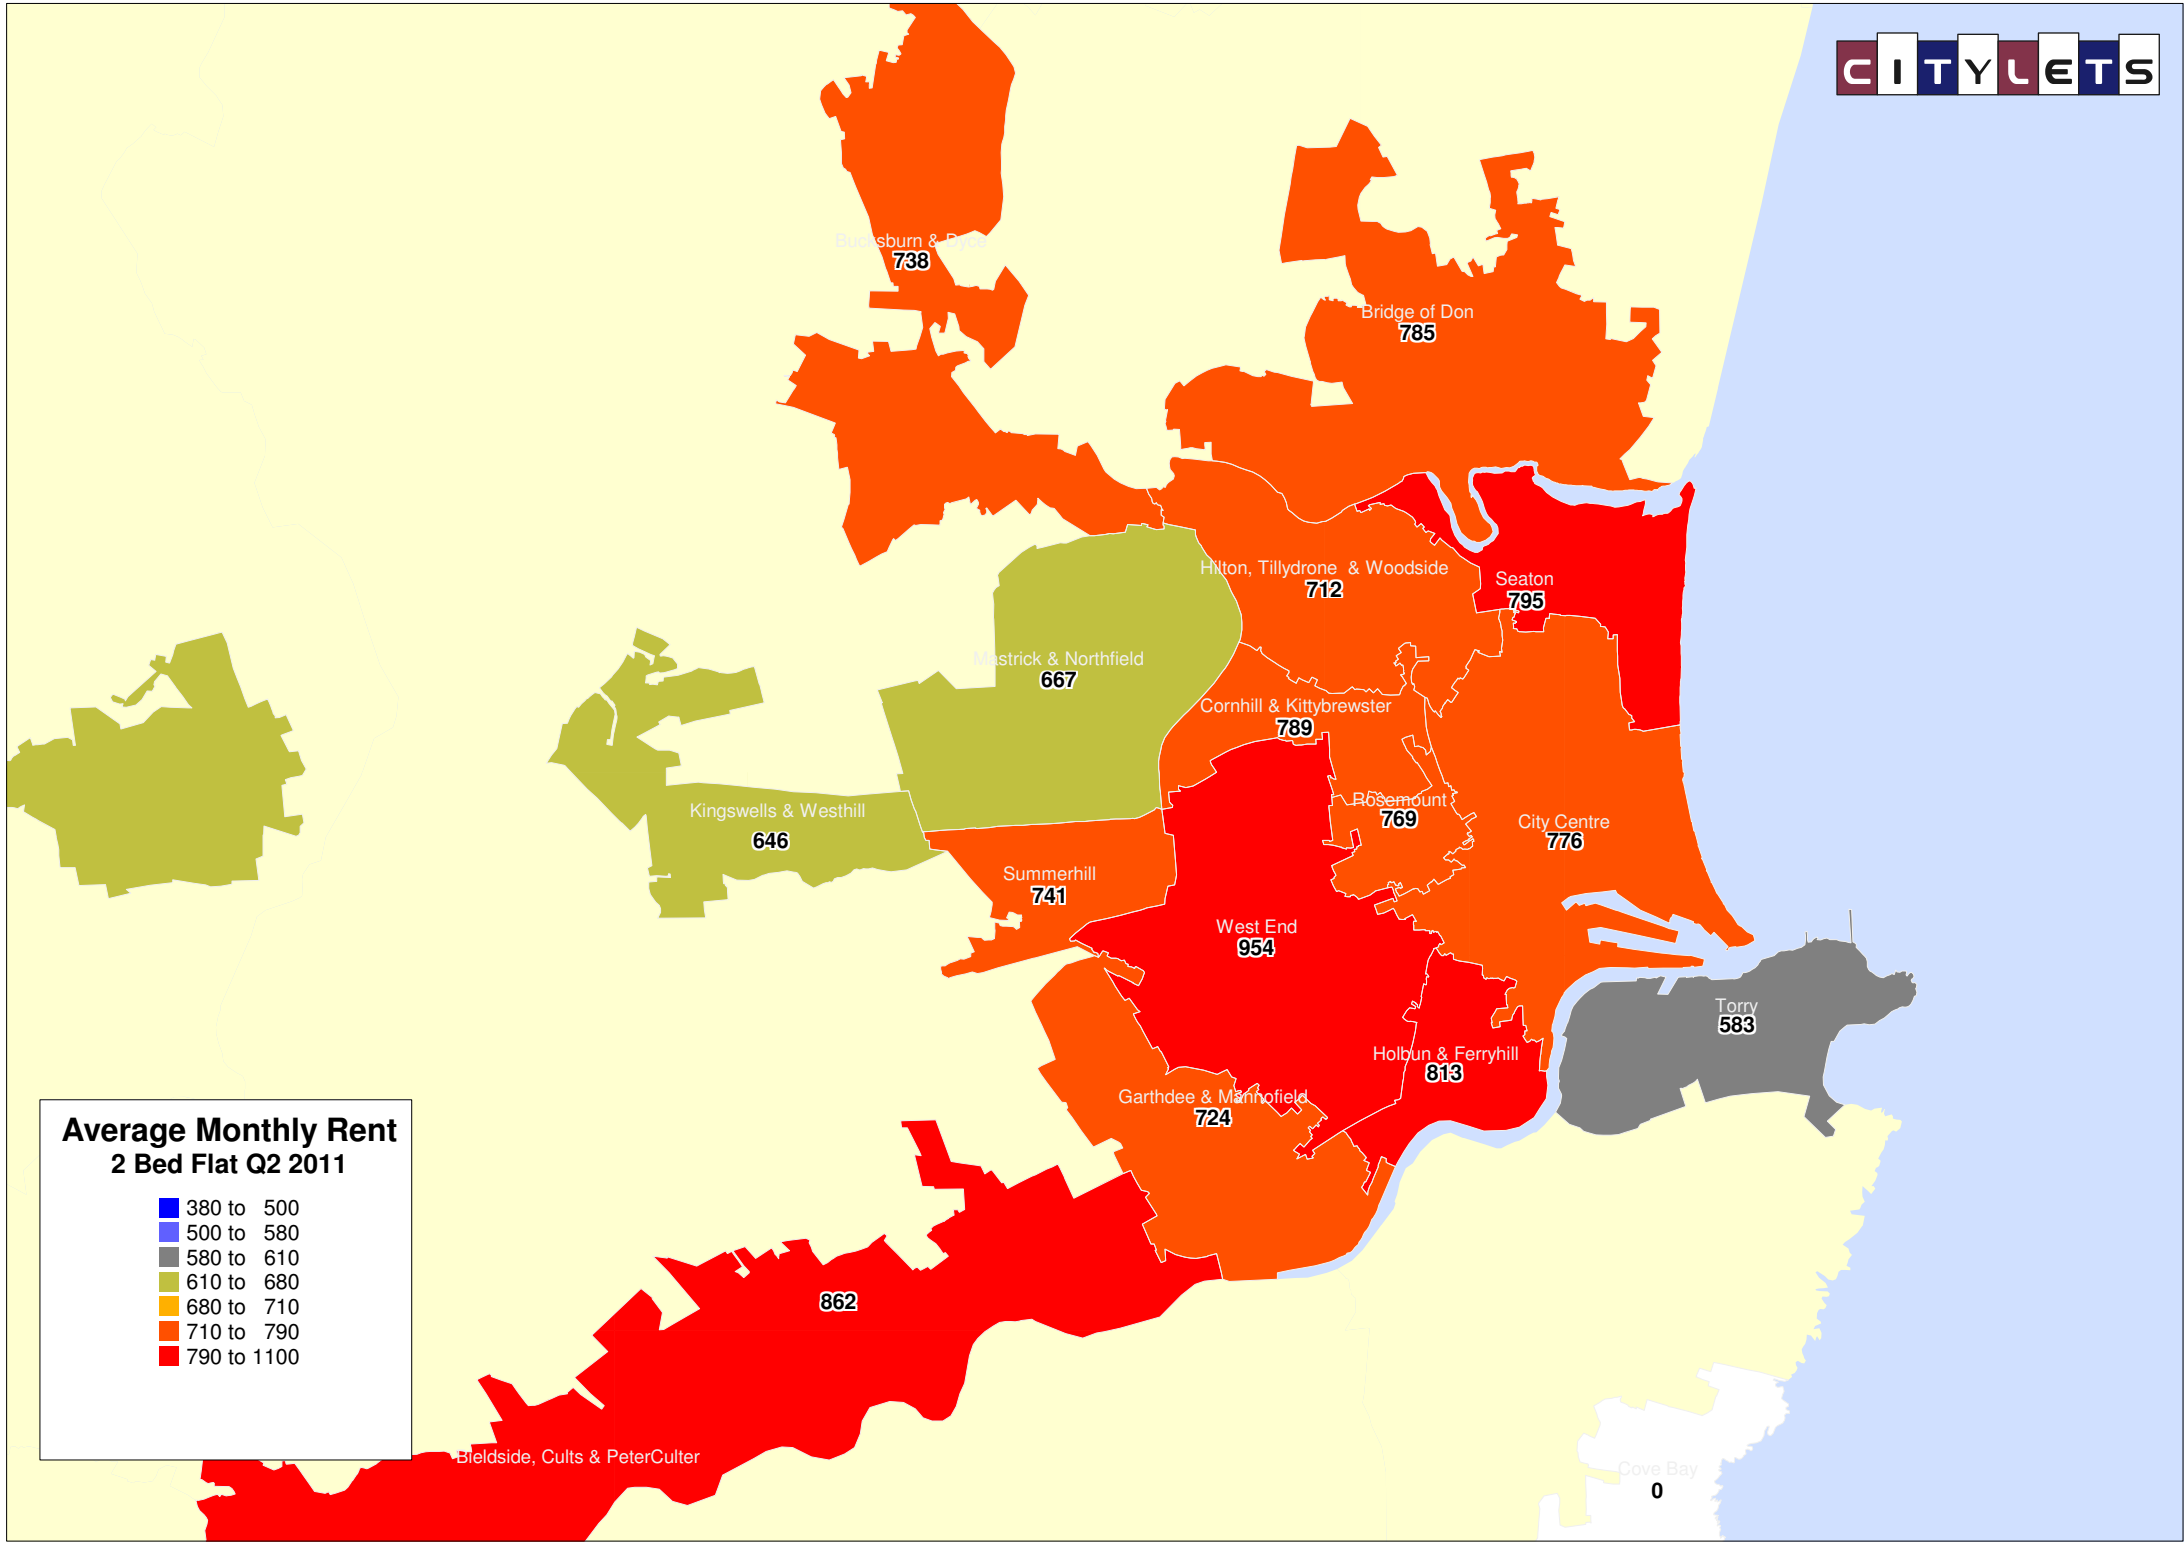 CITYLETS
Bucksburn & Dyce
738
Bridge of Don
785
Hilton, Tillydrone  & Woodside
712
Seaton
795
Mastrick & Northfield
667
Cornhill & Kittybrewster
789
Kingswells & Westhill
646
Rosemount
769
City Centre
776
Summerhill
741
West End
954
Torry
583
Holbun & Ferryhill
813
Garthdee & Mannofield
724
862
Bieldside, Cults & PeterCulter
Cove Bay
0
Average Monthly Rent
2 Bed Flat Q2 2011
380 to 500
500 to 580
580 to 610
610 to 680
680 to 710
710 to 790
790 to 1100